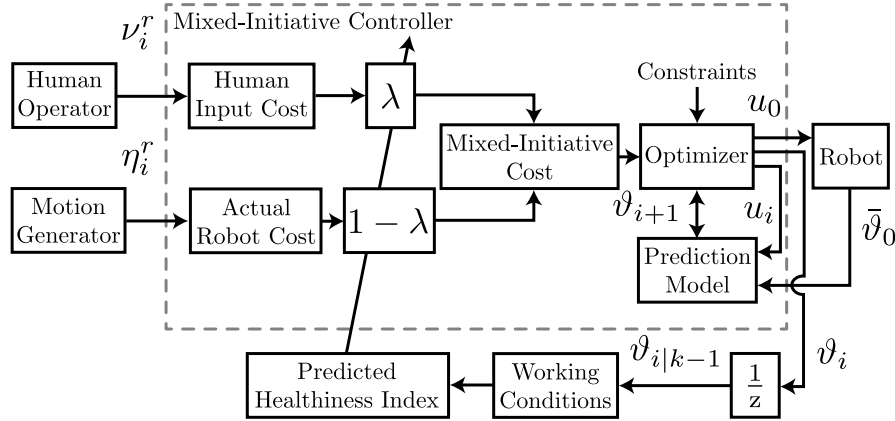 Mixed-Initiative Controller
ν_i^r
Human
Operator
Human
Input Cost
λ
Constraints
u_0
Mixed-Initiative
Cost
Optimizer
Robot
η_i^r
Motion
Generator
Actual
Robot Cost
1 − λ
ϑ_{i+1}
u_i
ϑ̄_0
Prediction
Model
Predicted
Healthiness Index
Working
Conditions
ϑ_{i|k−1}
1/z
ϑ_i